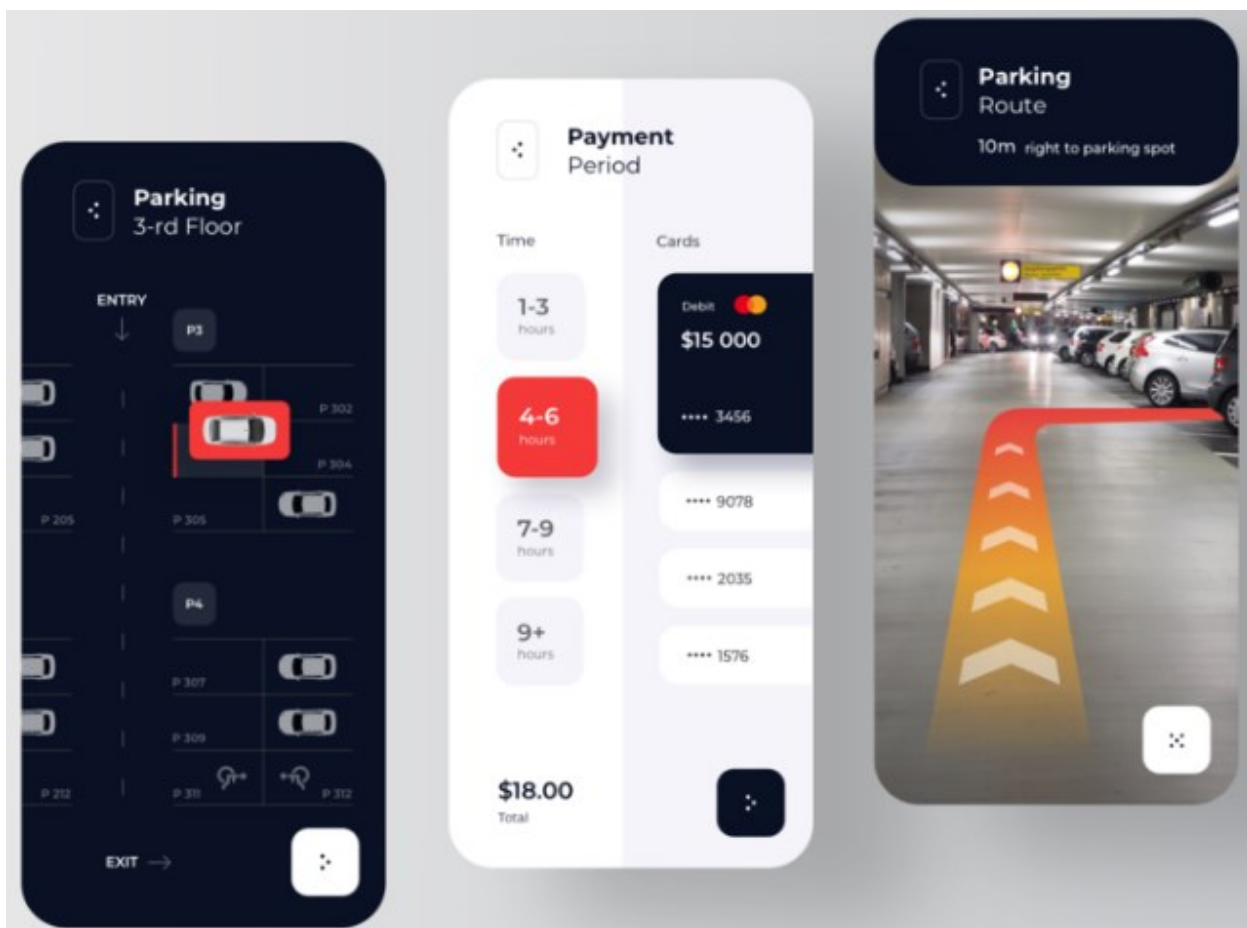 Parking
3-rd Floor
ENTRY
P3
P 302
P 304
P 205
P 305
P4
P 307
P 309
P 212
P 311
P 312
EXIT
Payment
Period
Time
Cards
1-3
hours
Debit
$15 000
4-6
hours
•••• 3456
•••• 9078
7-9
hours
•••• 2035
9+
hours
•••• 1576
$18.00
Total
Parking
Route
10m right to parking spot